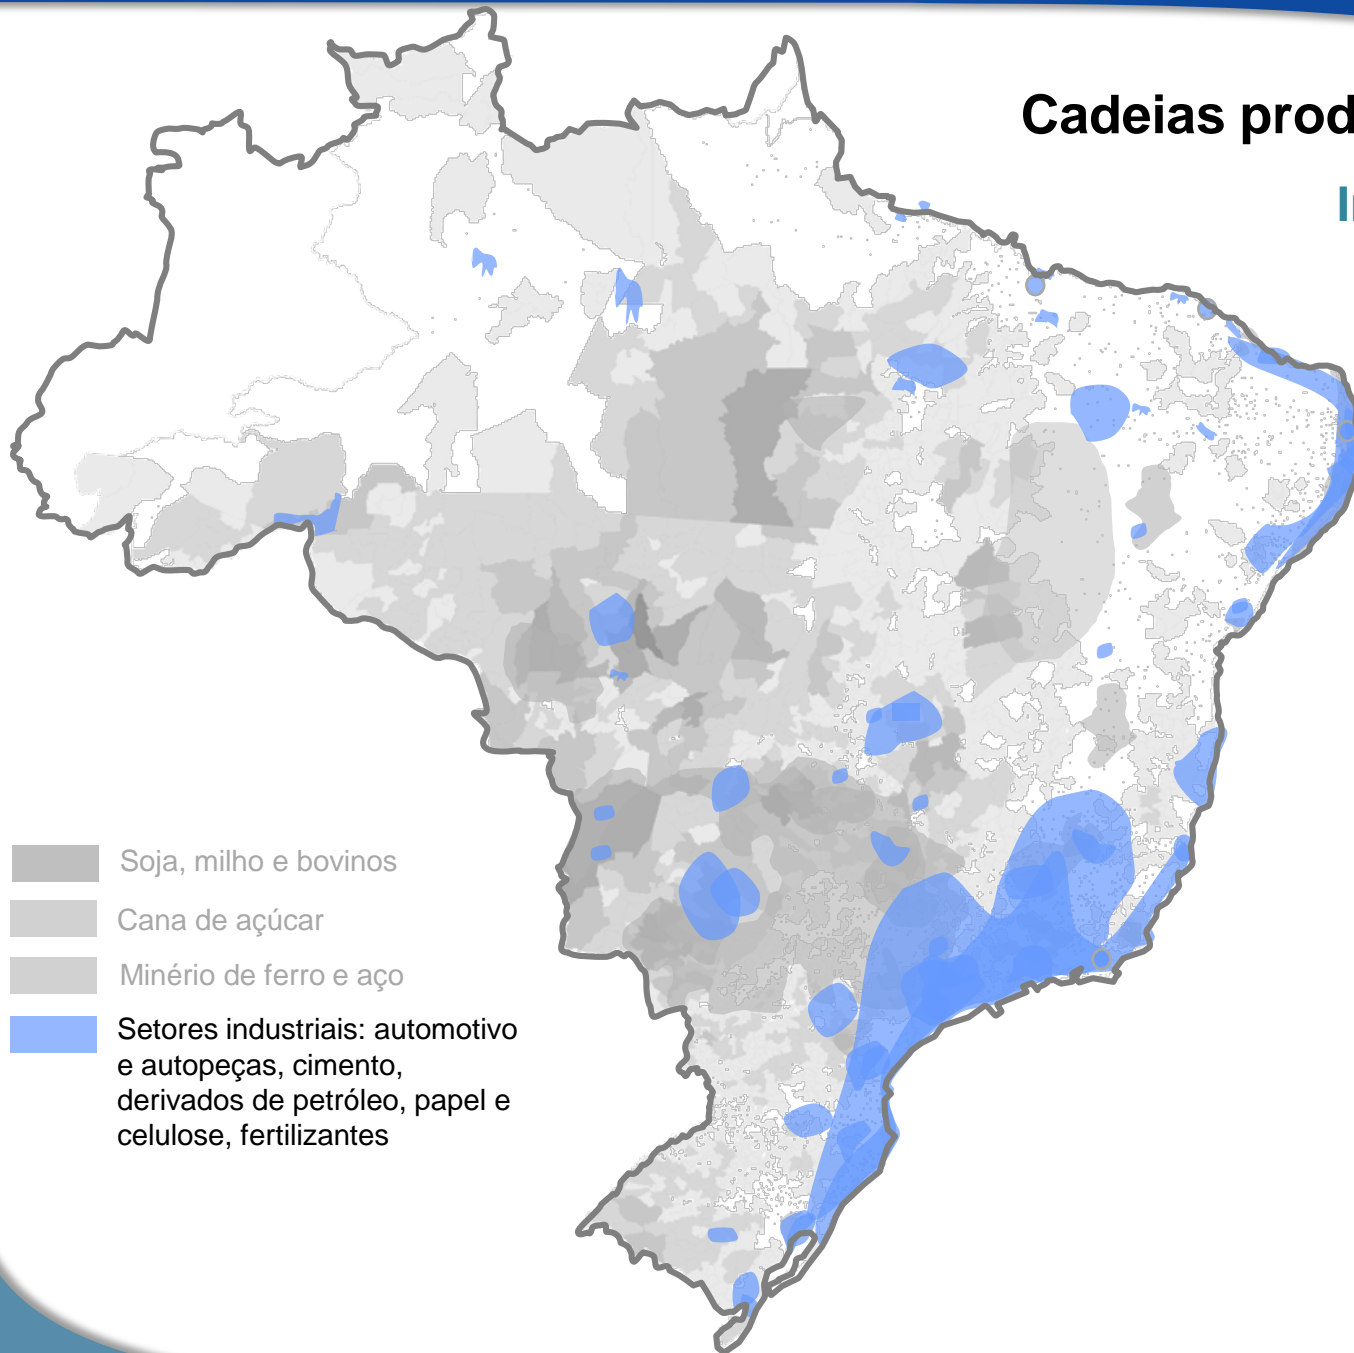 Cadeias prod
I
Soja, milho e bovinos
Cana de açúcar
Minério de ferro e aço
Setores industriais: automotivo
e autopeças, cimento,
derivados de petróleo, papel e
celulose, fertilizantes